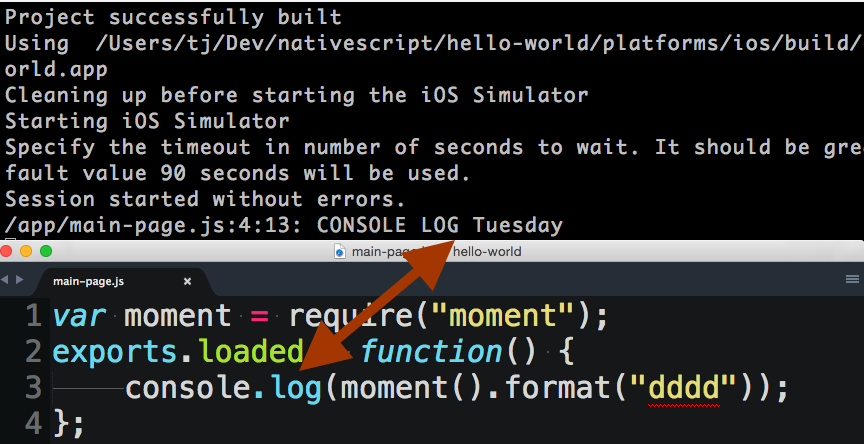 Project successfully built
Using  /Users/tj/Dev/nativescript/hello-world/platforms/ios/build/
orld.app
Cleaning up before starting the iOS Simulator
Starting iOS Simulator
Specify the timeout in number of seconds to wait. It should be gre
fault value 90 seconds will be used.
Session started without errors.
/app/main-page.js:4:13: CONSOLE LOG Tuesday
hello-world
main-page.js ×
1 var moment = require("moment");
2 exports.loaded function() {
3 console.log(moment().format("dddd"));
4 };